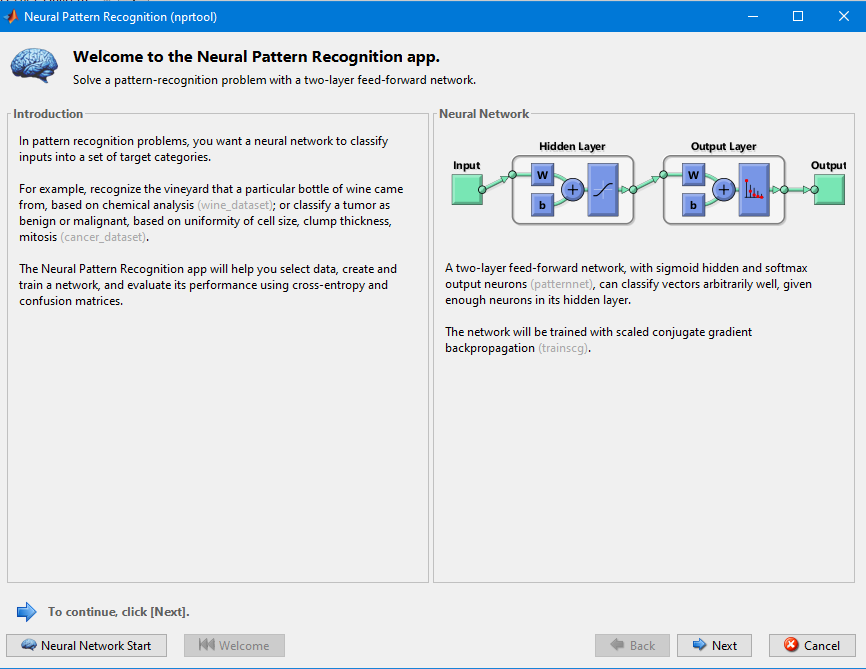 Neural Pattern Recognition (nprtool)
Welcome to the Neural Pattern Recognition app.
Solve a pattern-recognition problem with a two-layer feed-forward network.
Introduction
In pattern recognition problems, you want a neural network to classify
inputs into a set of target categories.
For example, recognize the vineyard that a particular bottle of wine came
from, based on chemical analysis (wine_dataset); or classify a tumor as
benign or malignant, based on uniformity of cell size, clump thickness,
mitosis (cancer_dataset).
The Neural Pattern Recognition app will help you select data, create and
train a network, and evaluate its performance using cross-entropy and
confusion matrices.
Neural Network
Hidden Layer
Output Layer
Input
Output
W
b
+
W
b
+
A two-layer feed-forward network, with sigmoid hidden and softmax
output neurons (patternnet), can classify vectors arbitrarily well, given
enough neurons in its hidden layer.
The network will be trained with scaled conjugate gradient
backpropagation (trainscg).
To continue, click [Next].
Neural Network Start
Welcome
Back
Next
Cancel